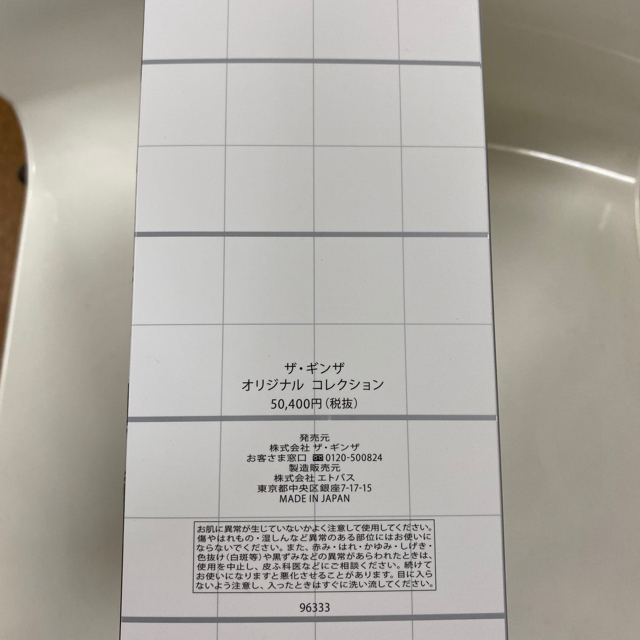 ザ・ギンザ
オリジナル コレクション
50,400円(税抜)
発売元
株式会社 ザ・ギンザ
お客さま窓口 0120-500824
製造販売元
株式会社 エトバス
東京都中央区銀座7-17-15
MADE IN JAPAN
お肌に異常が生じていないかよく注意して使用してください。
傷やはれもの・湿しんなど異常のある部位にはお使いに
ならないでください。また、赤み・はれ・かゆみ・しげき・
色抜け(白斑等)や黒ずみなどの異常があらわれたときは、
使用を中止し、皮ふ科医などにご相談ください。続けて
お使いになりますと悪化させることがあります。目に入ら
ないよう注意し、入ったときはすぐに洗い流してください。
96333